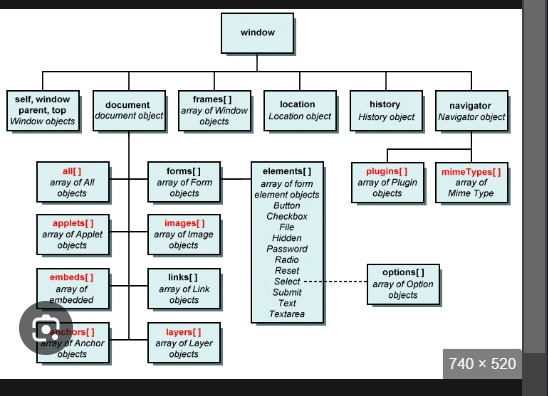 window
self, window
parent, top
Window objects
document
document object
frames[ ]
array of Window
objects
location
Location object
history
History object
navigator
Navigator object
all[ ]
array of All
objects
forms[ ]
array of Form
objects
elements[ ]
array of form
element objects
Button
Checkbox
File
Hidden
Password
Radio
Reset
Select
Submit
Text
Textarea
plugins[ ]
array of Plugin
objects
mimeTypes[ ]
array of
Mime Type
applets[ ]
array of Applet
objects
images[ ]
array of Image
objects
embeds[ ]
array of
embedded
links[ ]
array of Link
objects
options[ ]
array of Option
objects
anchors[ ]
array of Anchor
objects
layers[ ]
array of Layer
objects
740 × 520